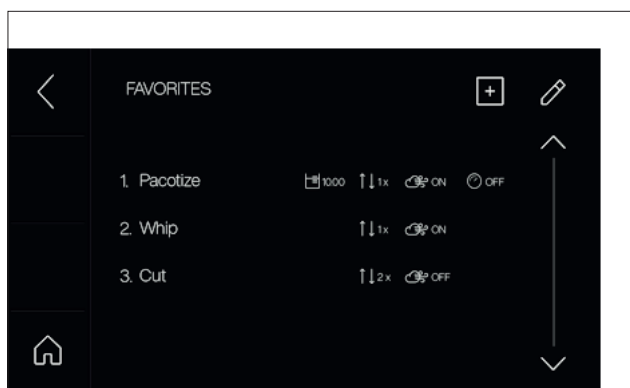 FAVORITES
1. Pacotize 1000 1x ON OFF
2. Whip 1x ON
3. Cut 2x OFF